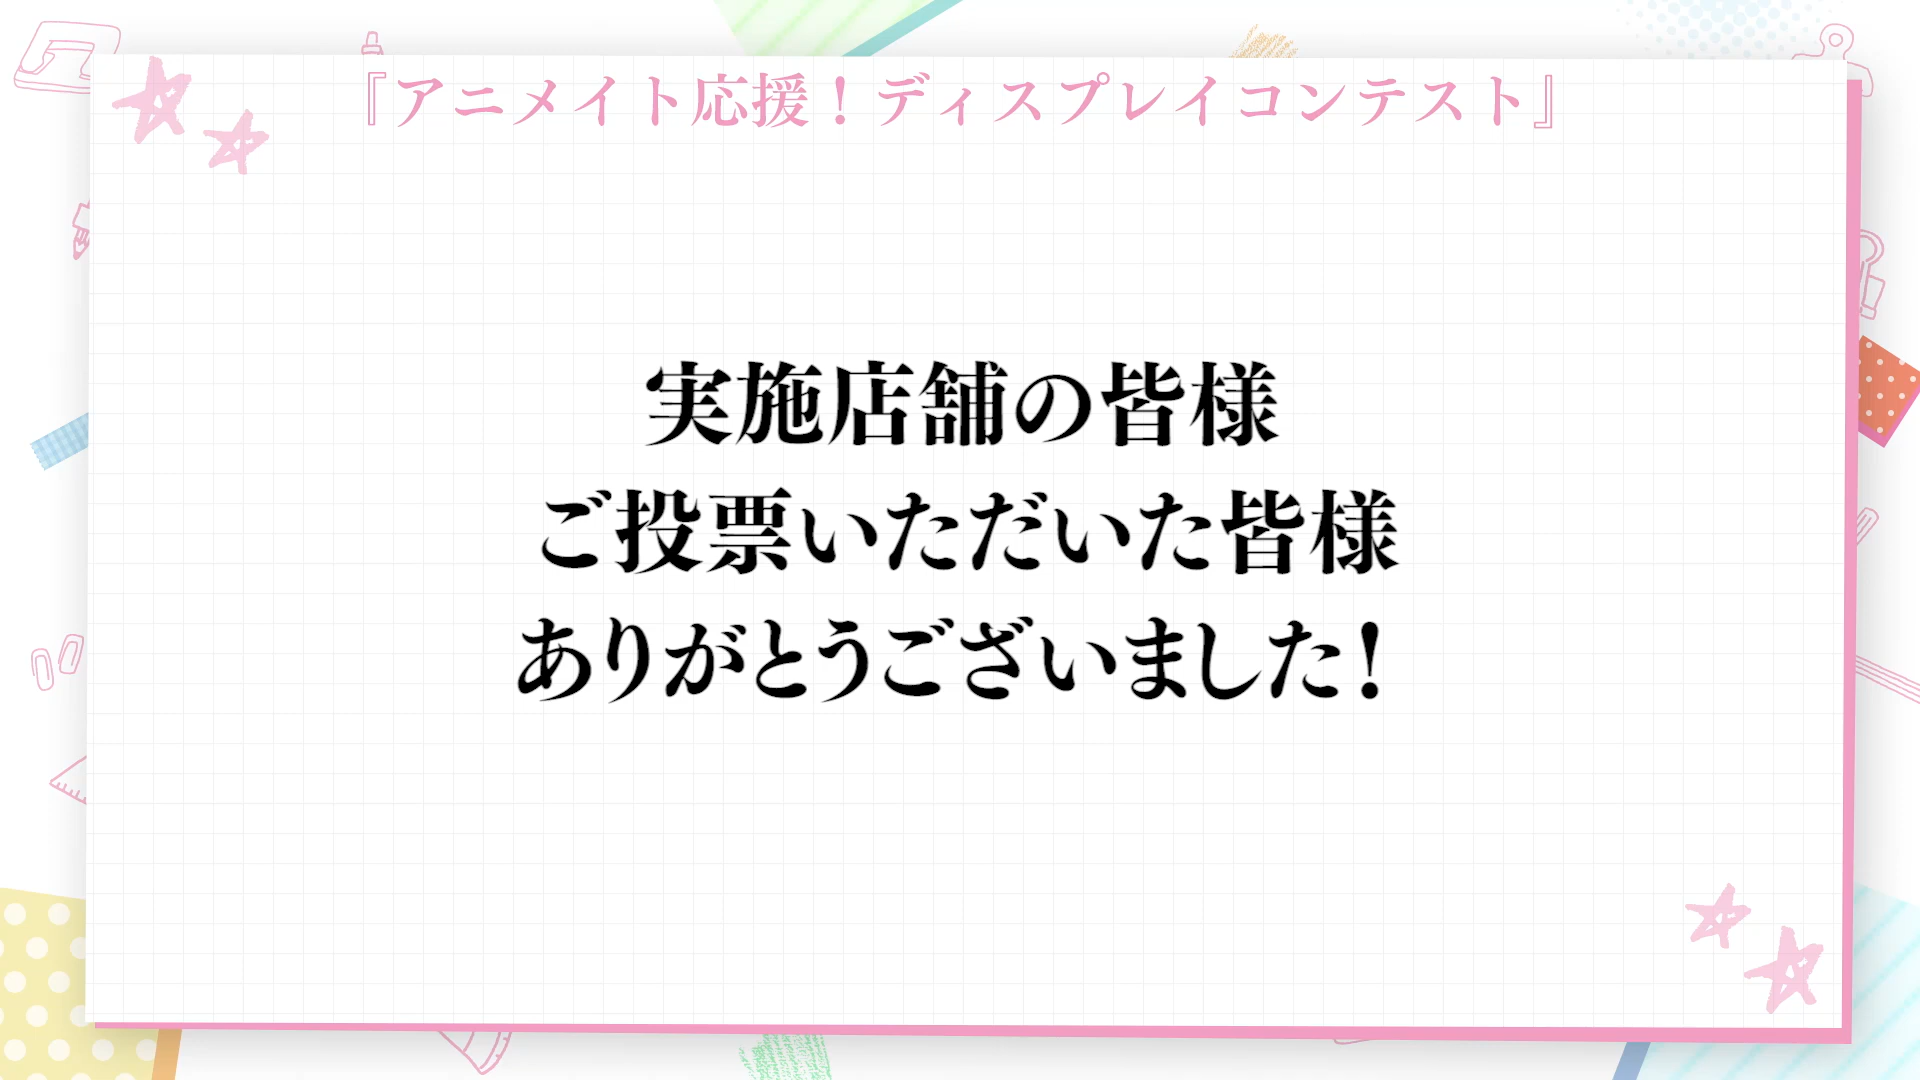 『アニメイト応援！ディスプレイコンテスト』
実施店舗の皆様
ご投票いただいた皆様
ありがとうございました！